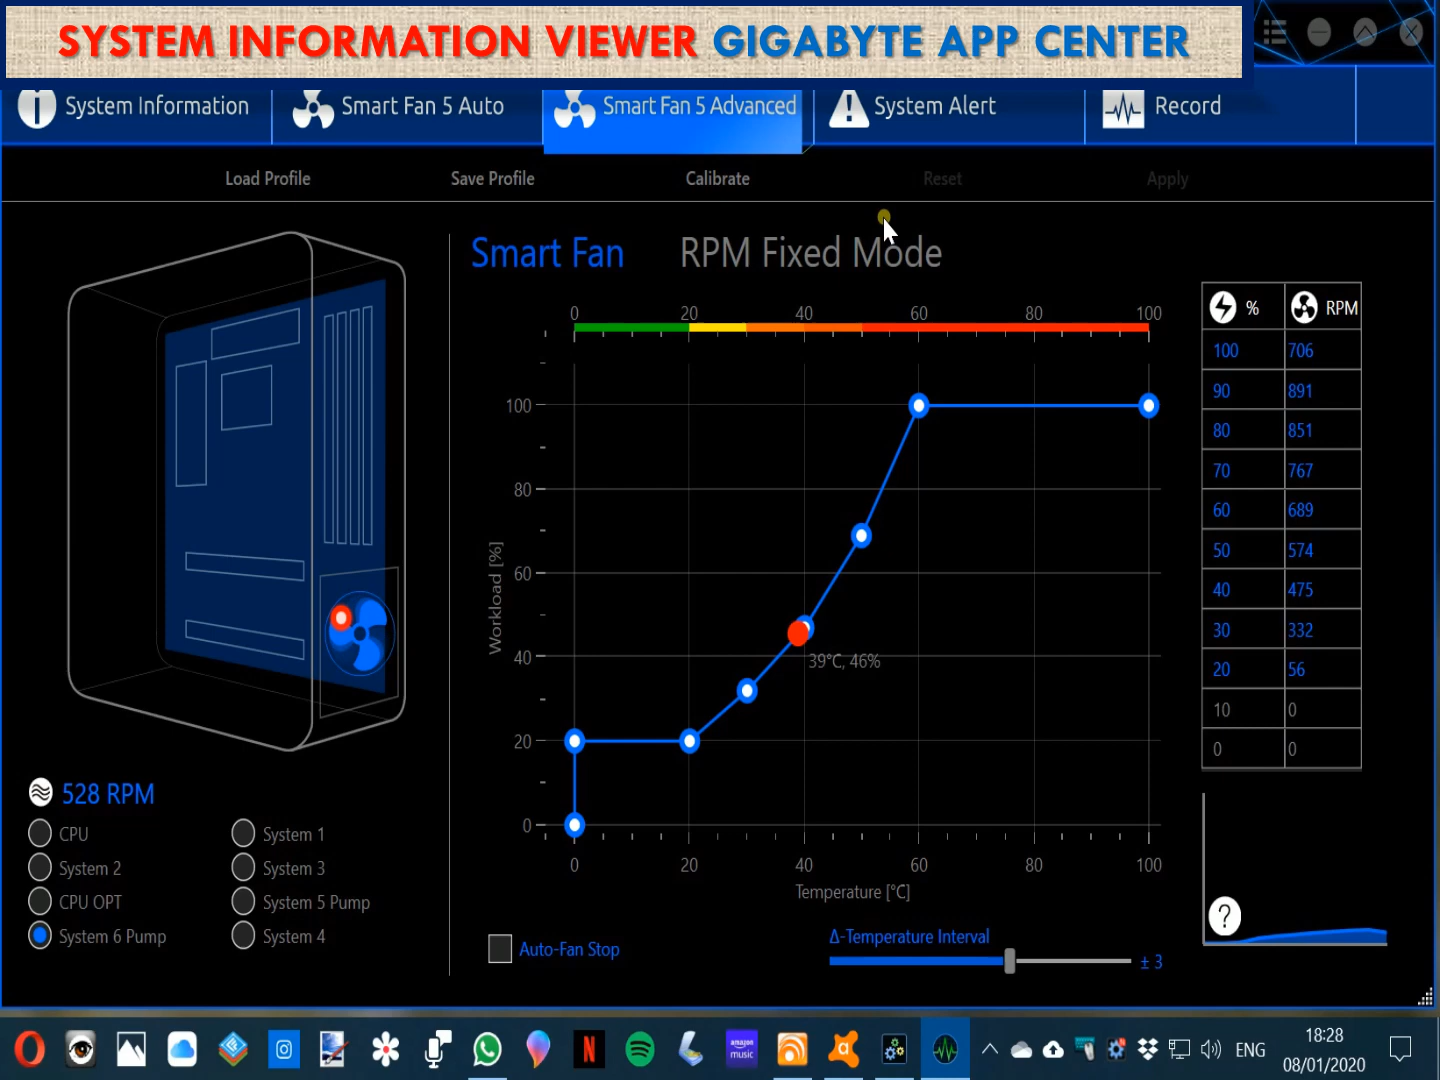 SYSTEM INFORMATION VIEWER GIGABYTE APP CENTER
System Information
Smart Fan 5 Auto
Smart Fan 5 Advanced
System Alert
Record
Load Profile
Save Profile
Calibrate
Reset
Apply
Smart Fan
RPM Fixed Mode
0 20 40 60 80 100
100
80
60
40
20
0
Workload [%]
39°C, 46%
0 20 40 60 80 100
Temperature [°C]
% RPM
100 706
90 891
80 851
70 767
60 689
50 574
40 475
30 332
20 56
10 0
0 0
528 RPM
CPU System 1
System 2 System 3
CPU OPT System 5 Pump
System 6 Pump System 4
Auto-Fan Stop
Δ-Temperature Interval
± 3
?
amazon
music
ENG
18:28
08/01/2020